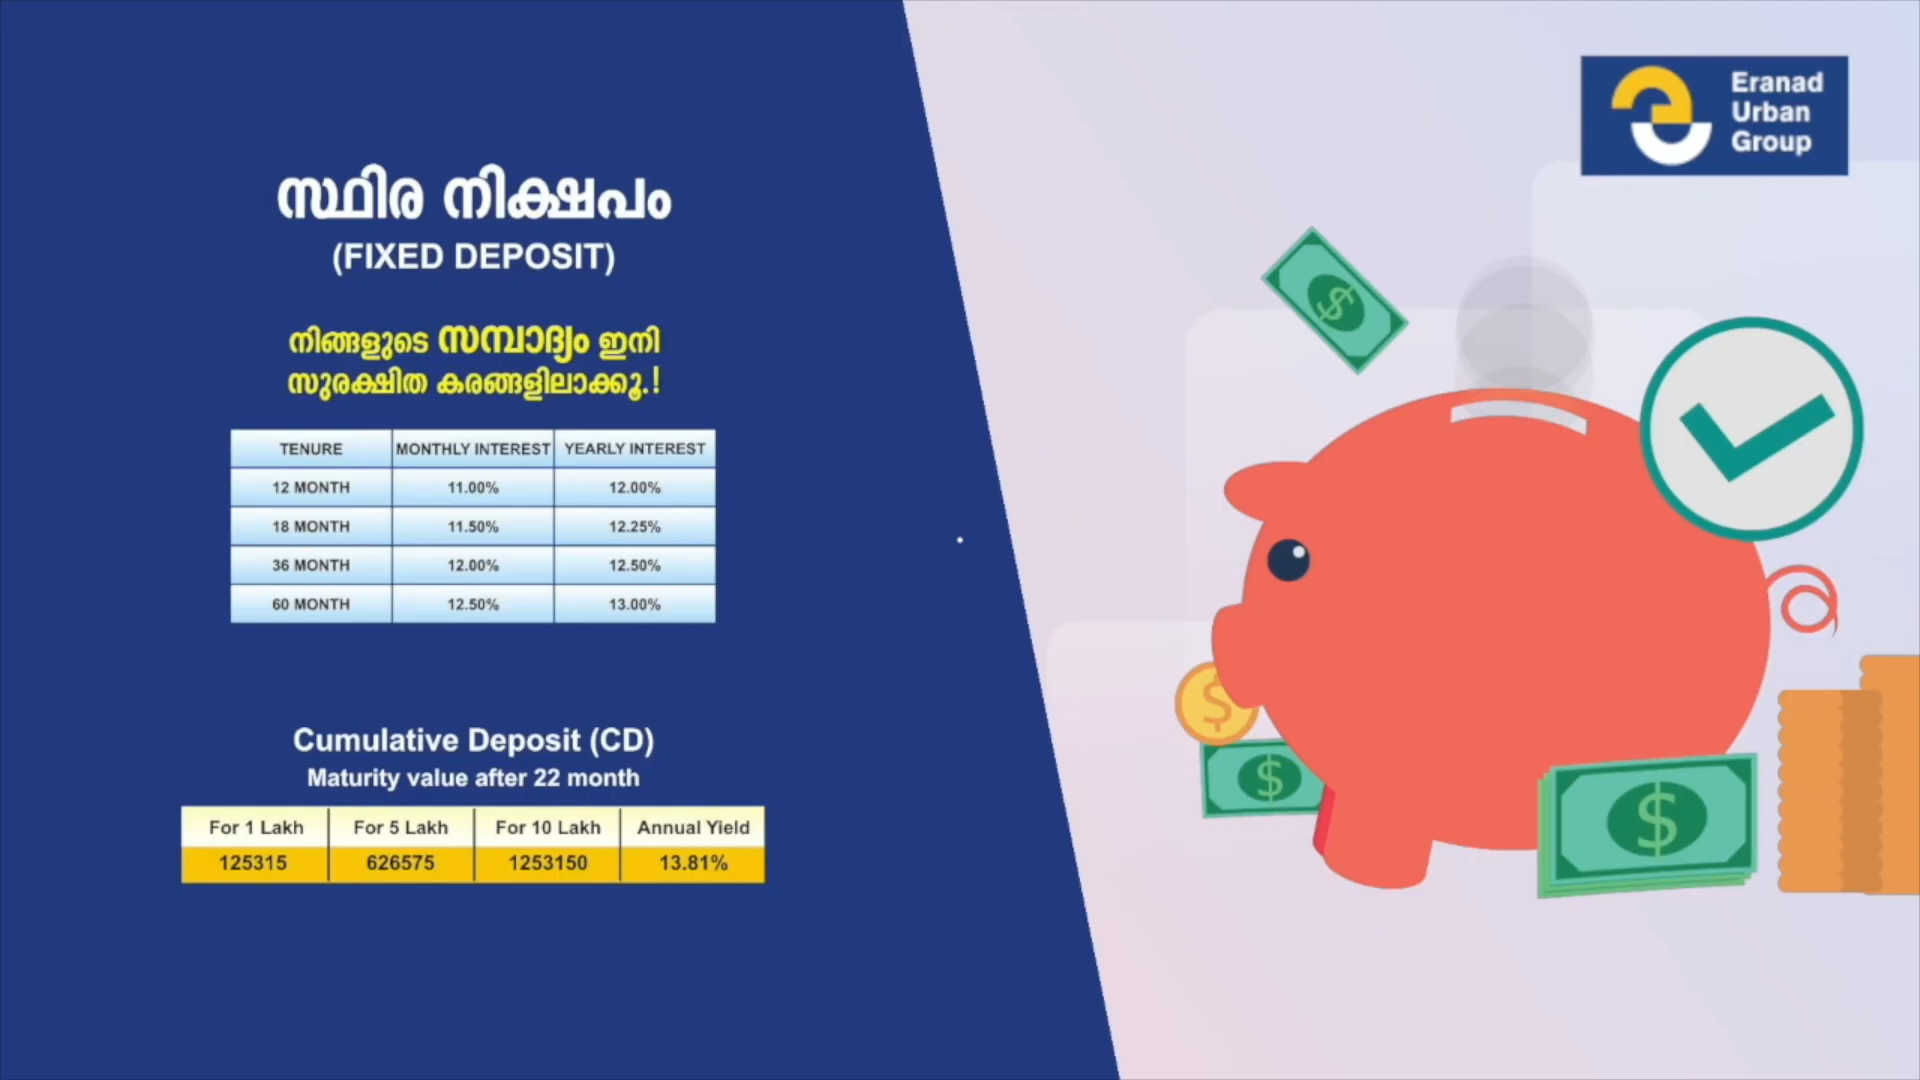 Eranad
Urban
Group
സ്ഥിര നിക്ഷപം
(FIXED DEPOSIT)
നിങ്ങളുടെ സമ്പാദ്യം ഇനി
സുരക്ഷിത കരങ്ങളിലാക്കൂ.!
TENURE MONTHLY INTEREST YEARLY INTEREST
12 MONTH 11.00% 12.00%
18 MONTH 11.50% 12.25%
36 MONTH 12.00% 12.50%
60 MONTH 12.50% 13.00%
Cumulative Deposit (CD)
Maturity value after 22 month
For 1 Lakh For 5 Lakh For 10 Lakh Annual Yield
125315 626575 1253150 13.81%